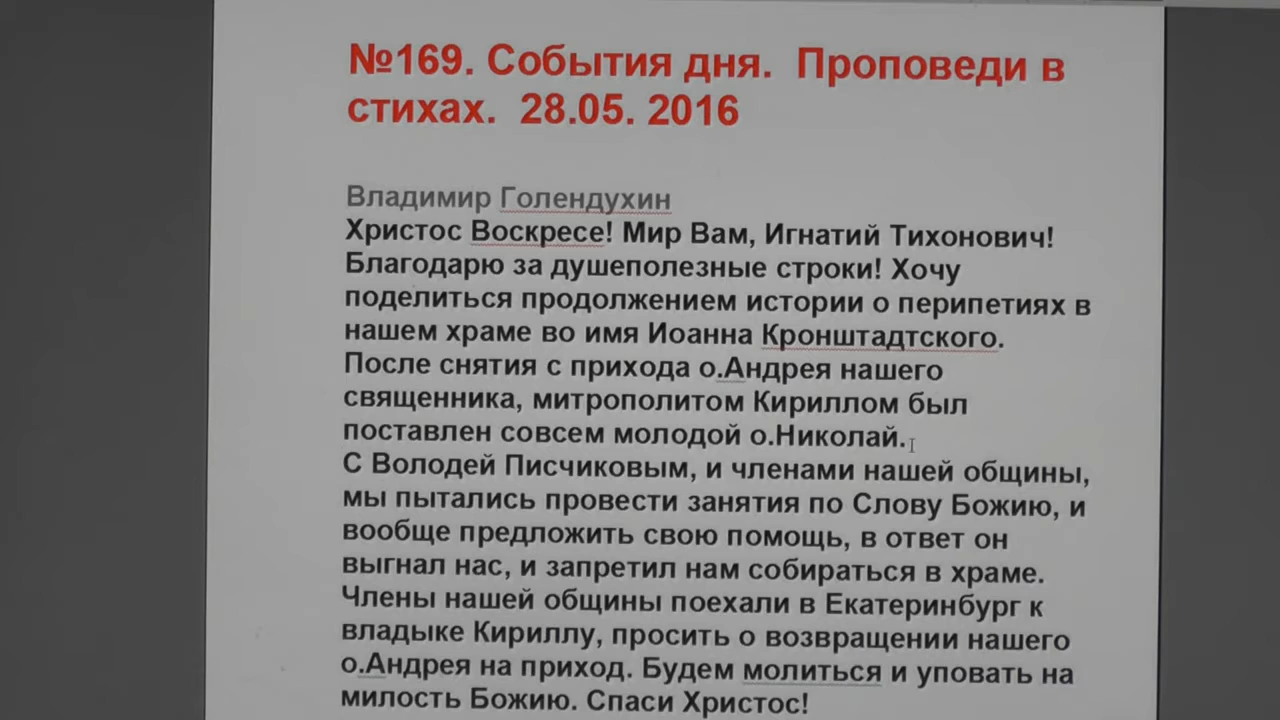 №169. События дня.  Проповеди в
стихах.  28.05. 2016
Владимир Голендухин
Христос Воскресе! Мир Вам, Игнатий Тихонович!
Благодарю за душеполезные строки! Хочу
поделиться продолжением истории о перипетиях в
нашем храме во имя Иоанна Кронштадтского.
После снятия с прихода о.Андрея нашего
священника, митрополитом Кириллом был
поставлен совсем молодой о.Николай.
С Володей Писчиковым, и членами нашей общины,
мы пытались провести занятия по Слову Божию, и
вообще предложить свою помощь, в ответ он
выгнал нас, и запретил нам собираться в храме.
Члены нашей общины поехали в Екатеринбург к
владыке Кириллу, просить о возвращении нашего
о.Андрея на приход. Будем молиться и уповать на
милость Божию. Спаси Христос!